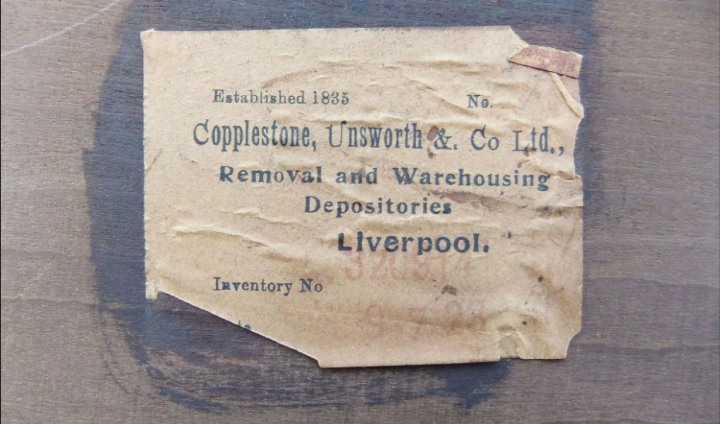 Established 1835 No.
Copplestone, Unsworth &. Co Ltd.,
Removal and Warehousing
Depositories
Liverpool.
Inventory No